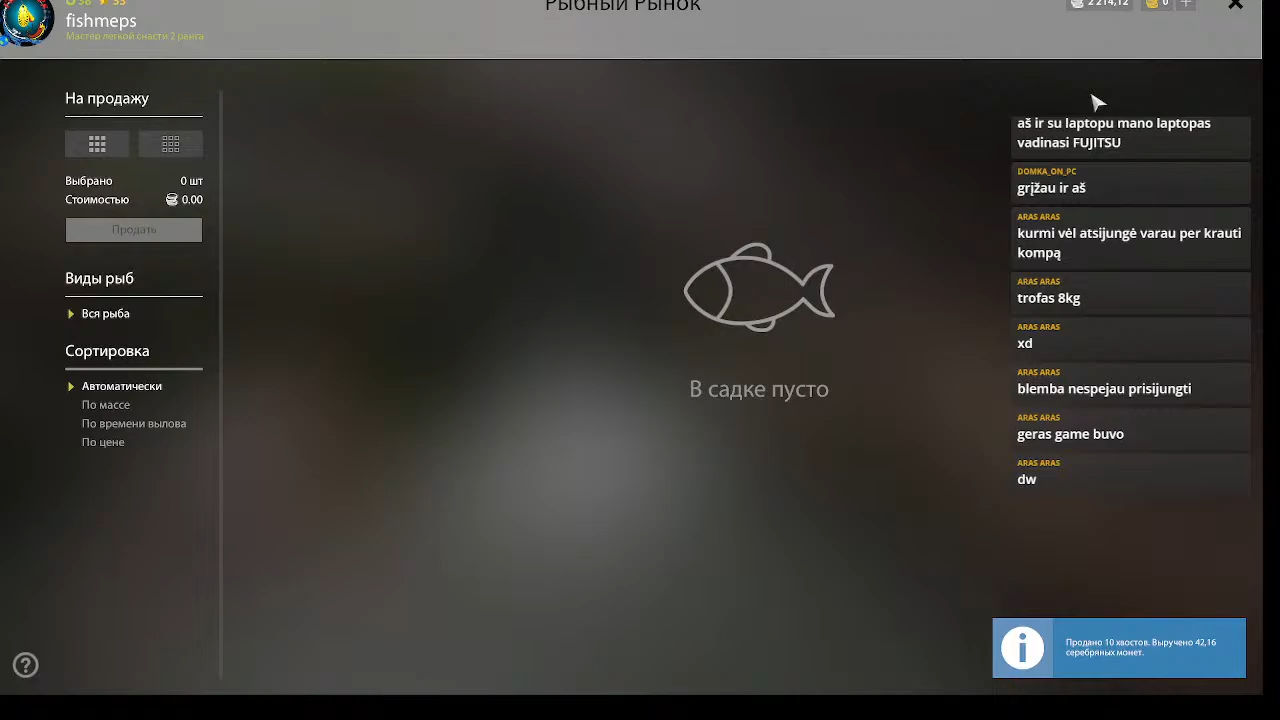 Рыбный Рынок
36 33
fishmeps
Мастер легкой снасти 2 ранга
2 214,12 0 +
На продажу
Выбрано 0 шт
Стоимостью 0.00
Продать
Виды рыб
Вся рыба
Сортировка
Автоматически
По массе
По времени вылова
По цене
В садке пусто
aš ir su laptopu mano laptopas
vadinasi FUJITSU
DOMKA_ON_PC
grįžau ir aš
ARAS ARAS
kurmi vėl atsijungė varau per krauti
kompą
ARAS ARAS
trofas 8kg
ARAS ARAS
xd
ARAS ARAS
blemba nespejau prisijungti
ARAS ARAS
geras game buvo
ARAS ARAS
dw
Продано 10 хвостов. Выручено 42,16
серебряных монет.
?